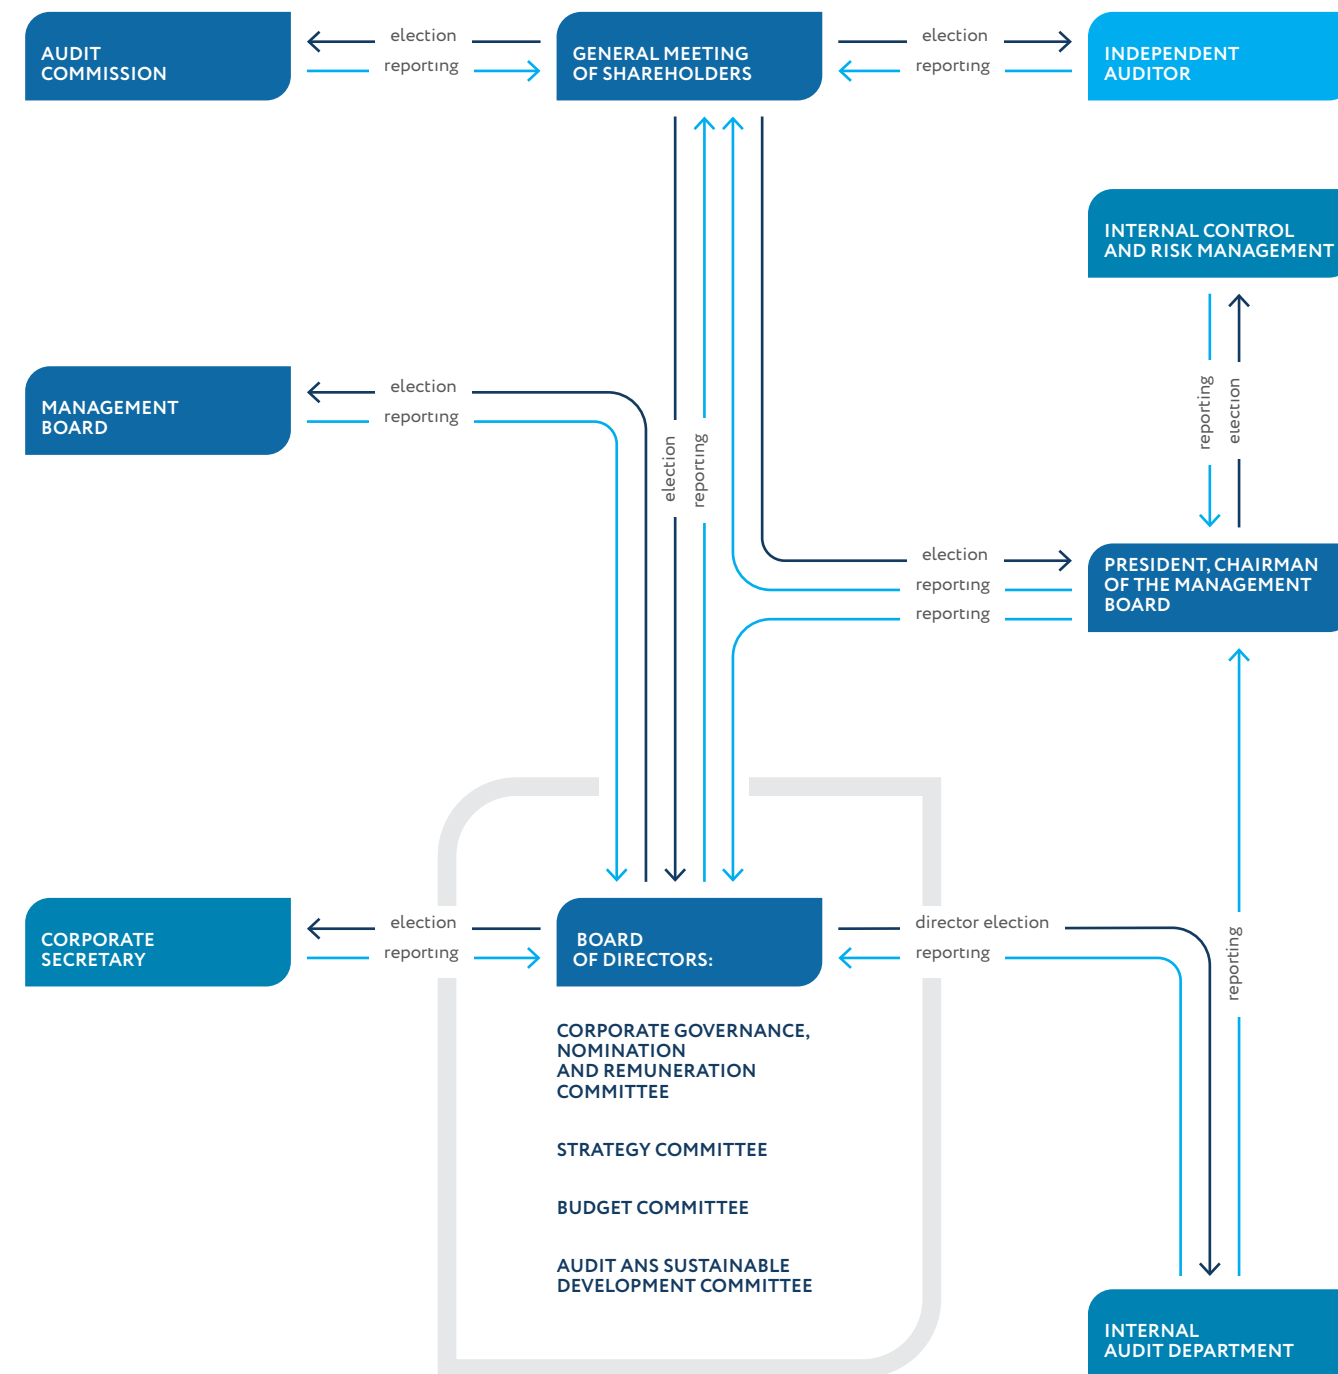 AUDIT
COMMISSION
election
reporting
GENERAL MEETING
OF SHAREHOLDERS
election
reporting
INDEPENDENT
AUDITOR
INTERNAL CONTROL
AND RISK MANAGEMENT
reporting
election
MANAGEMENT
BOARD
election
reporting
election
reporting
election
reporting
reporting
PRESIDENT, CHAIRMAN
OF THE MANAGEMENT
BOARD
CORPORATE
SECRETARY
election
reporting
BOARD
OF DIRECTORS:
director election
reporting
reporting
CORPORATE GOVERNANCE,
NOMINATION
AND REMUNERATION
COMMITTEE
STRATEGY COMMITTEE
BUDGET COMMITTEE
AUDIT ANS SUSTAINABLE
DEVELOPMENT COMMITTEE
INTERNAL
AUDIT DEPARTMENT